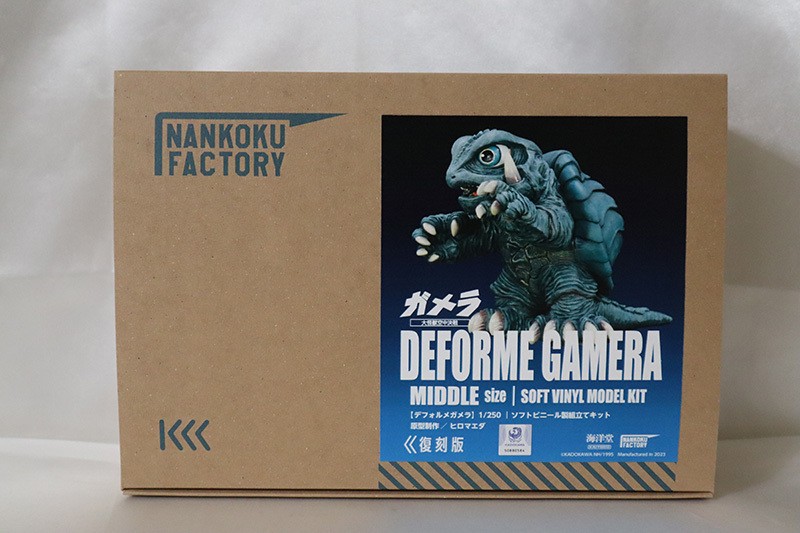 NANKOKU
FACTORY
ガメラ
大怪獣空中決戦
DEFORME GAMERA
MIDDLE size | SOFT VINYL MODEL KIT
【デフォルメガメラ】1/250 | ソフトビニール製組立てキット
原型制作／ヒロマエダ
復刻版
海洋堂
NANKOKU
FACTORY
©KADOKAWA NH/1995 Manufactured in 2023